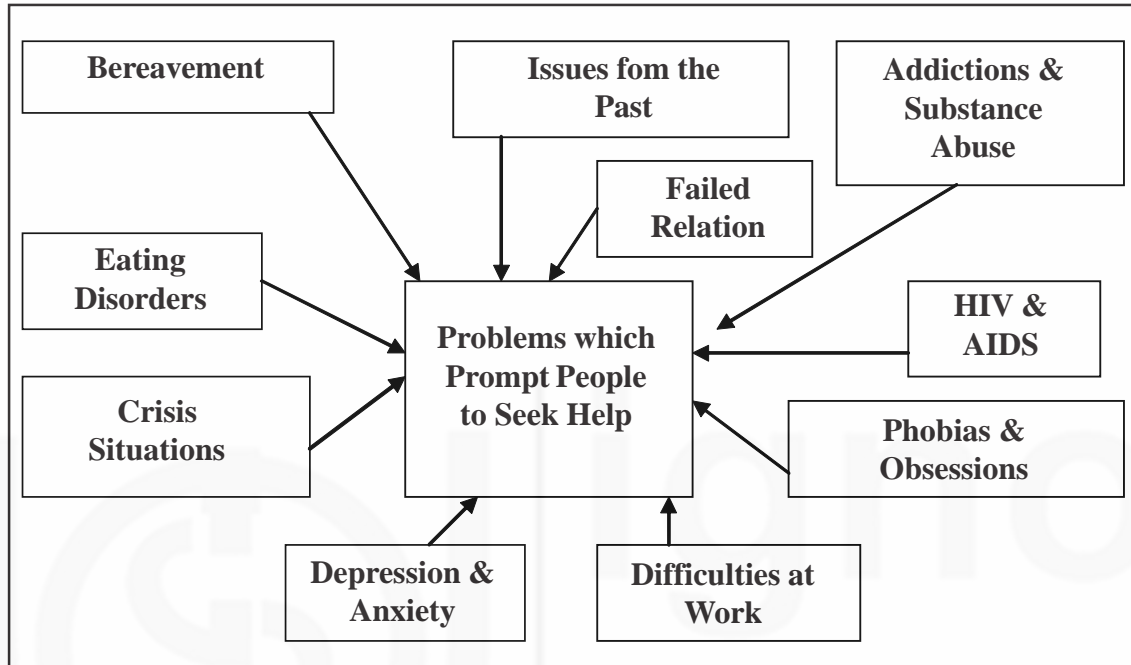 Bereavement
Issues fom the
Past
Addictions &
Substance
Abuse
Failed
Relation
Eating
Disorders
Problems which
Prompt People
to Seek Help
HIV &
AIDS
Crisis
Situations
Phobias &
Obsessions
Depression &
Anxiety
Difficulties at
Work